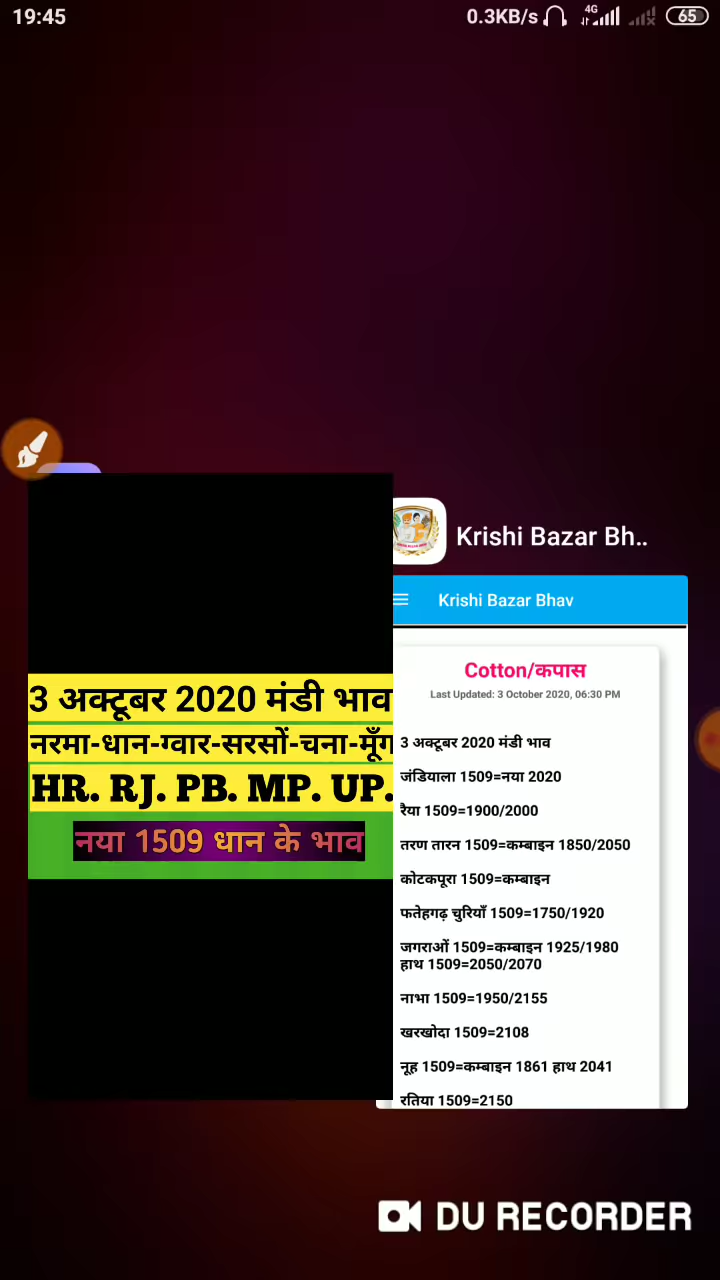 19:45
0.3KB/s 4G 65
3 अक्टूबर 2020 मंडी भाव
नरमा-धान-ग्वार-सरसों-चना-मूँग
HR. RJ. PB. MP. UP.
नया 1509 धान के भाव
Krishi Bazar Bh..
Krishi Bazar Bhav
Cotton/कपास
Last Updated: 3 October 2020, 06:30 PM
3 अक्टूबर 2020 मंडी भाव
जंडियाला 1509=नया 2020
रैया 1509=1900/2000
तरण तारन 1509=कम्बाइन 1850/2050
कोटकपूरा 1509=कम्बाइन
फतेहगढ़ चुरियाँ 1509=1750/1920
जगराओं 1509=कम्बाइन 1925/1980
हाथ 1509=2050/2070
नाभा 1509=1950/2155
खरखोदा 1509=2108
नूह 1509=कम्बाइन 1861 हाथ 2041
रतिया 1509=2150
DU RECORDER